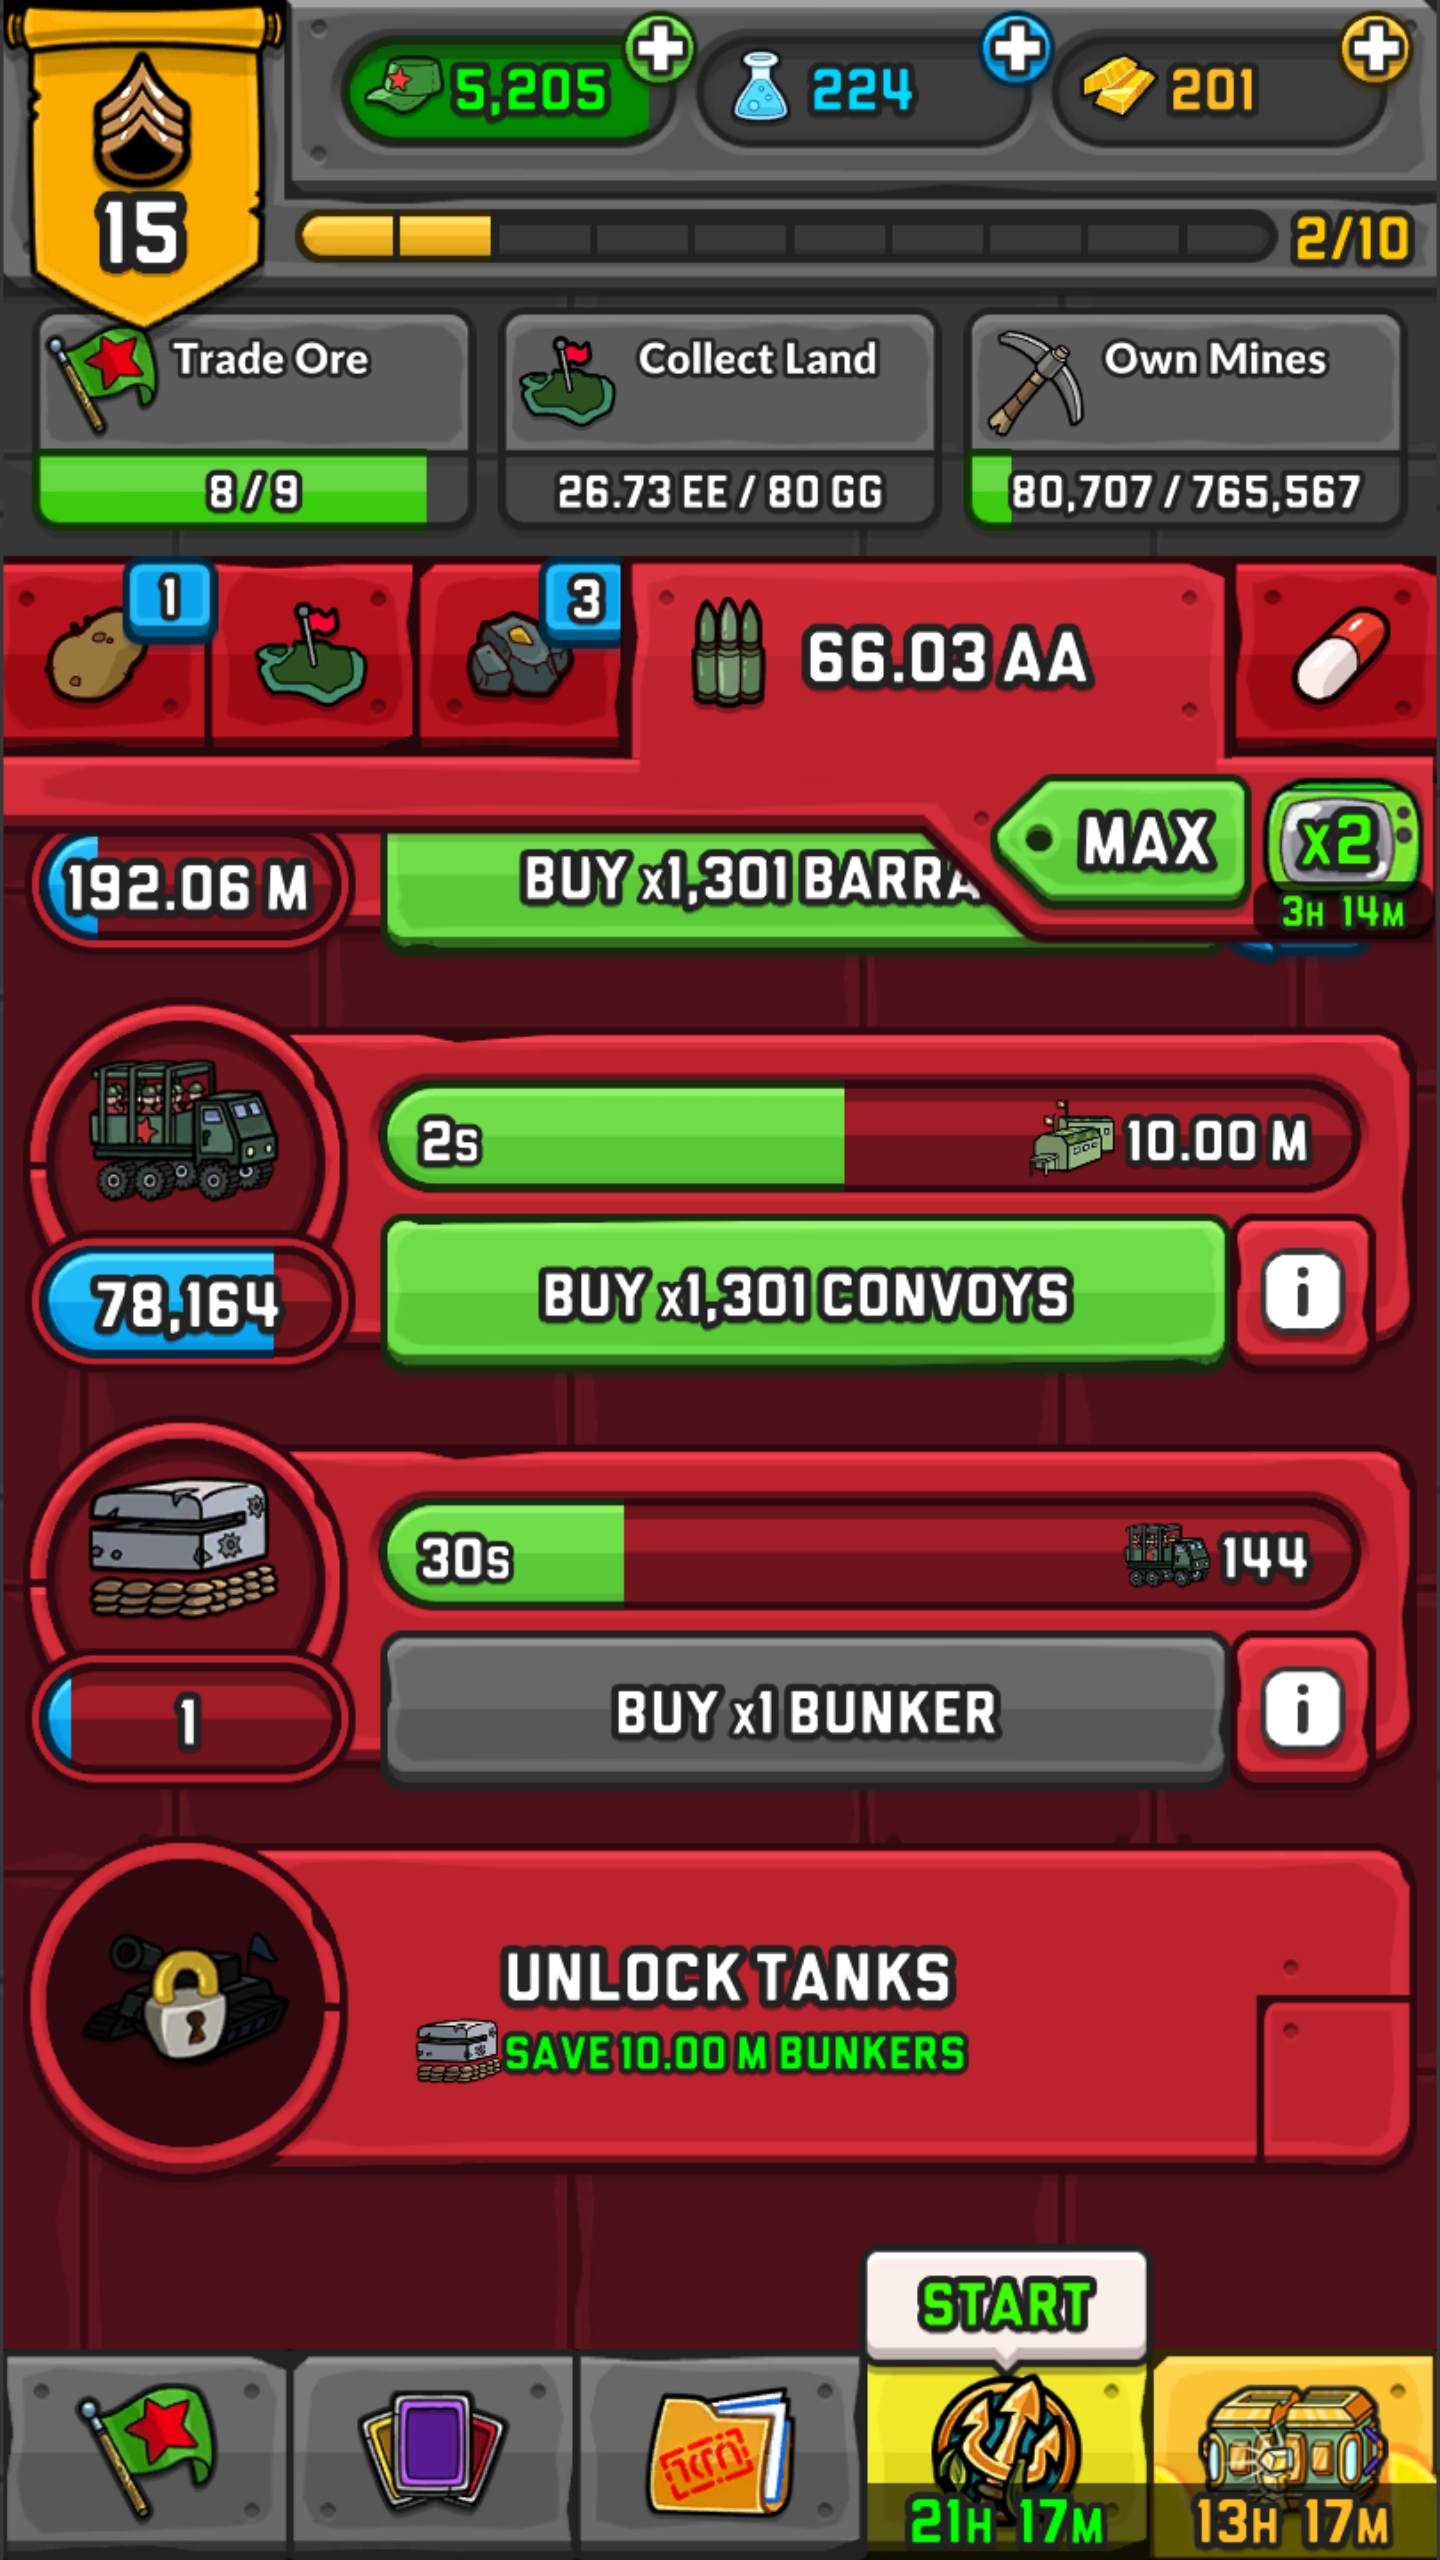 5,205
224
201
15
2/10
Trade Ore
Collect Land
Own Mines
8/9
26.73 EE / 80 GG
80,707 / 765,567
1
3
66.03 AA
MAX
x2
3H 14M
192.06 M
BUY x1,301
2s
10.00 M
78,164
BUY x1,301 CONVOYS
i
30s
144
1
BUY x1 BUNKER
i
UNLOCK TANKS
SAVE 10.00 M BUNKERS
START
21H 17M
13H 17M